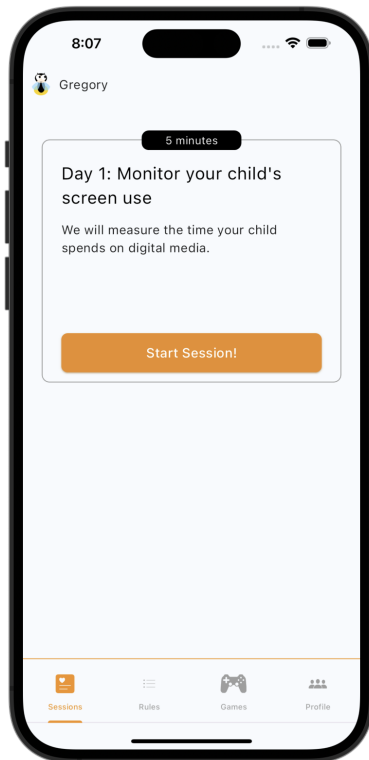 8:07
Gregory
5 minutes
Day 1: Monitor your child's
screen use
We will measure the time your child
spends on digital media.
Start Session!
Sessions
Rules
Games
Profile